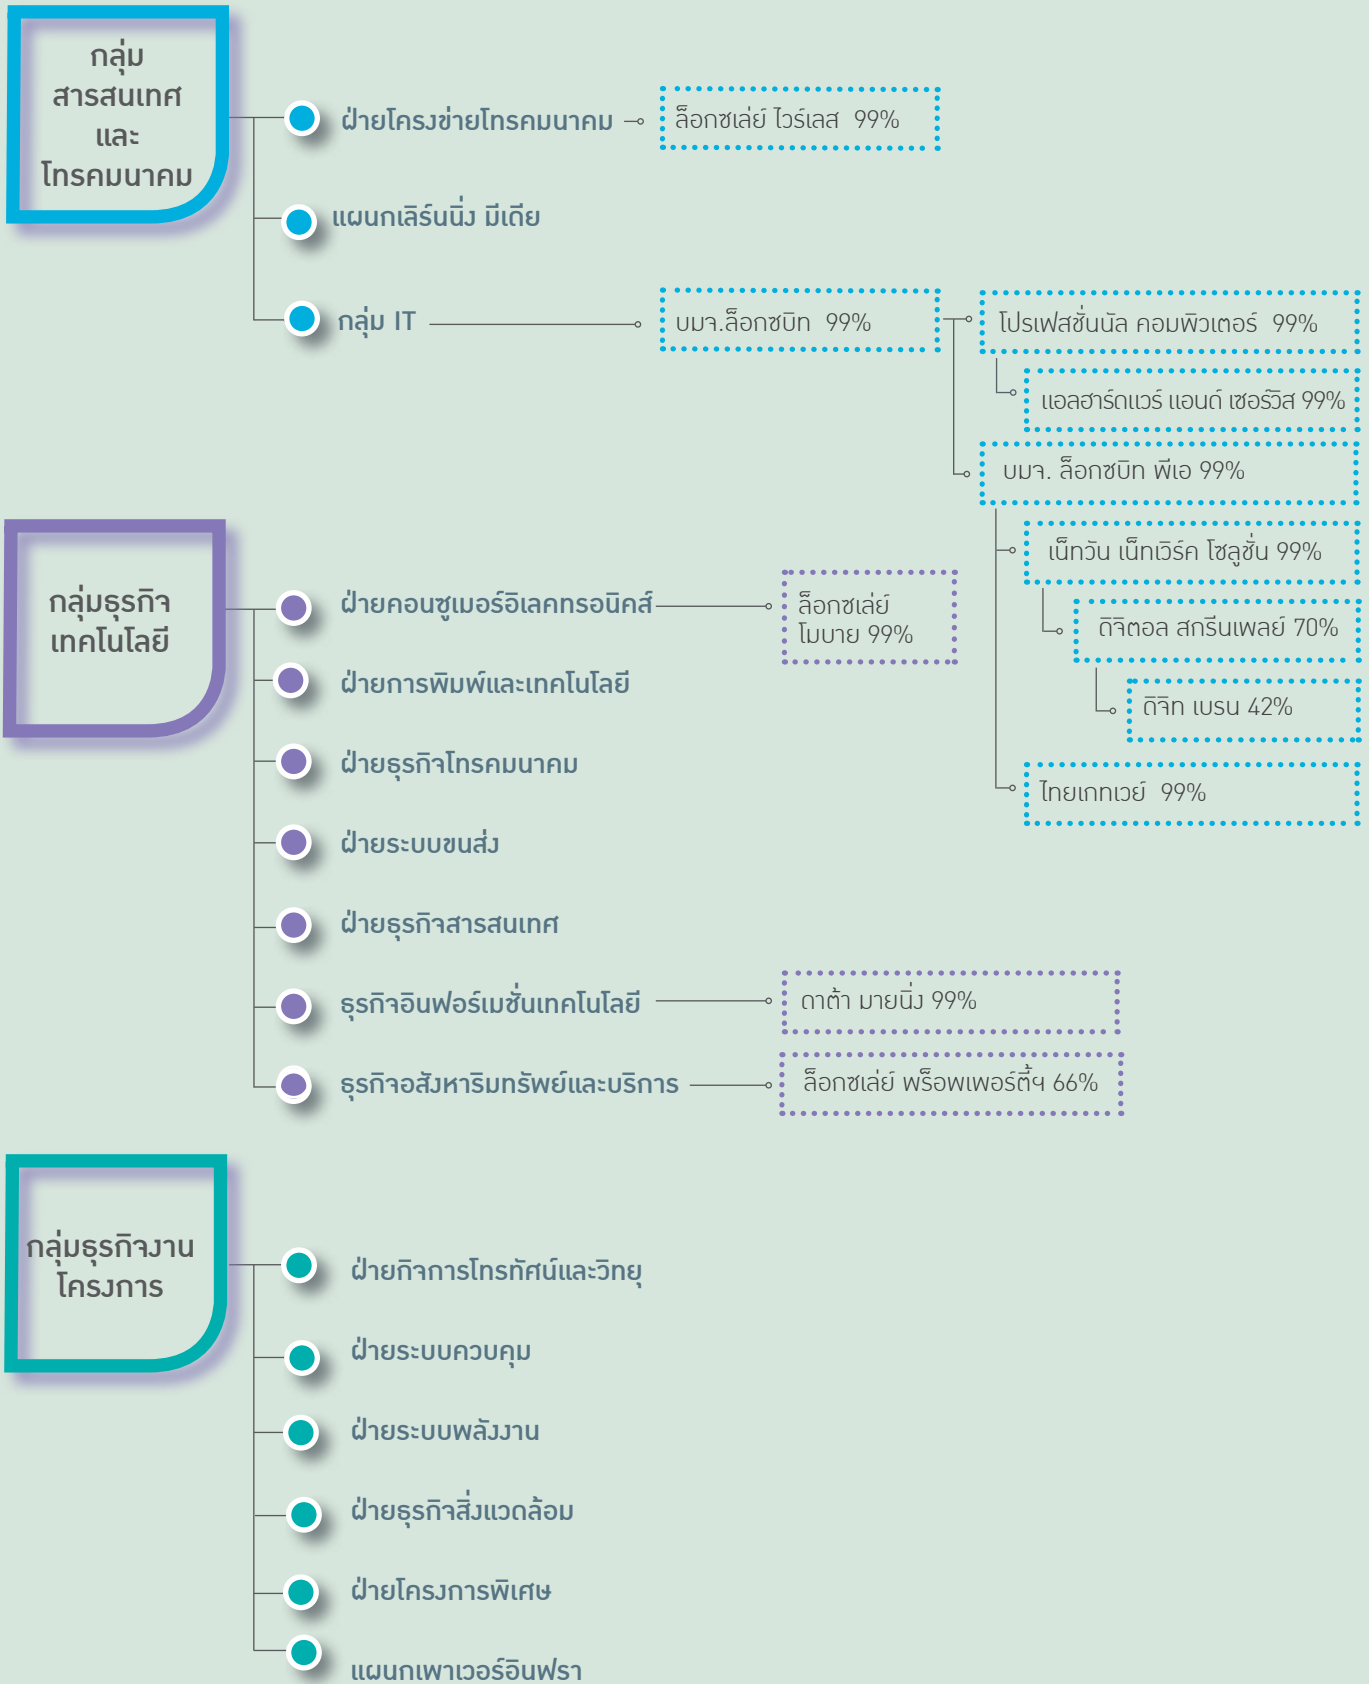 กลุ่ม
สารสนเทศ
และ
โทรคมนาคม
ฝ่ายโครงข่ายโทรคมนาคม
ล็อกซเล่ย์ ไวร์เลส 99%
แผนกเลิร์นนิ่ง มีเดีย
กลุ่ม IT
บมจ.ล็อกซบิท 99%
โปรเฟสชั่นนัล คอมพิวเตอร์ 99%
แอลฮาร์ดแวร์ แอนด์ เซอร์วิส 99%
บมจ. ล็อกซบิท พีเอ 99%
เน็ทวัน เน็ทเวิร์ค โซลูชั่น 99%
ดิจิตอล สกรีนเพลย์ 70%
ดิจิท เบรน 42%
ไทยเกทเวย์ 99%
กลุ่มธุรกิจ
เทคโนโลยี
ฝ่ายคอนซูเมอร์อิเลคทรอนิคส์
ล็อกซเล่ย์
โมบาย 99%
ฝ่ายการพิมพ์และเทคโนโลยี
ฝ่ายธุรกิจโทรคมนาคม
ฝ่ายระบบขนส่ง
ฝ่ายธุรกิจสารสนเทศ
ธุรกิจอินฟอร์เมชั่นเทคโนโลยี
ดาต้า มายนิ่ง 99%
ธุรกิจอสังหาริมทรัพย์และบริการ
ล็อกซเล่ย์ พร็อพเพอร์ตี้ฯ 66%
กลุ่มธุรกิจงาน
โครงการ
ฝ่ายกิจการโทรทัศน์และวิทยุ
ฝ่ายระบบควบคุม
ฝ่ายระบบพลังงาน
ฝ่ายธุรกิจสิ่งแวดล้อม
ฝ่ายโครงการพิเศษ
แผนกเพาเวอร์อินฟรา